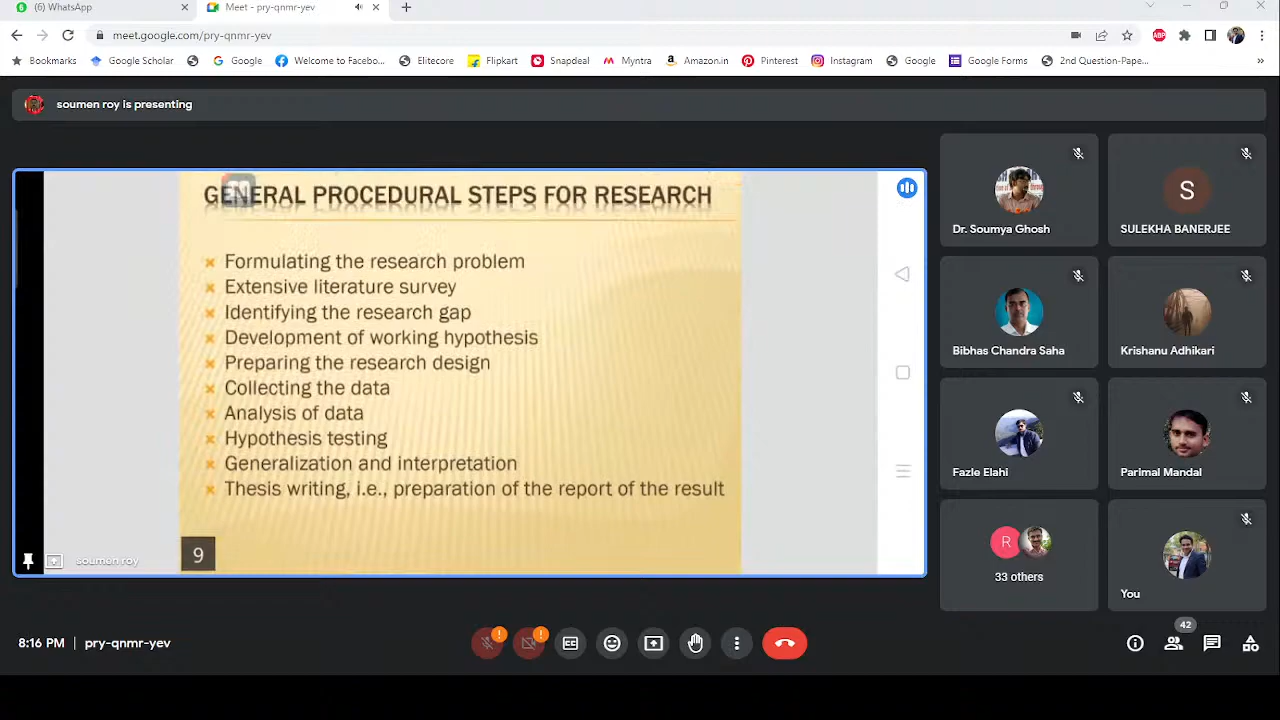 (6) WhatsApp
Meet - pry-qnmr-yev
meet.google.com/pry-qnmr-yev
Bookmarks
Google Scholar
Google
Welcome to Facebo...
Elitecore
Flipkart
Snapdeal
Myntra
Amazon.in
Pinterest
Instagram
Google
Google Forms
2nd Question-Pape...
»
soumen roy is presenting
GENERAL PROCEDURAL STEPS FOR RESEARCH
Formulating the research problem
Extensive literature survey
Identifying the research gap
Development of working hypothesis
Preparing the research design
Collecting the data
Analysis of data
Hypothesis testing
Generalization and interpretation
Thesis writing, i.e., preparation of the report of the result
9
soumen roy
Dr. Soumya Ghosh
S
SULEKHA BANERJEE
Bibhas Chandra Saha
Krishanu Adhikari
Fazle Elahi
Parimal Mandal
R
33 others
You
8:16 PM | pry-qnmr-yev
42